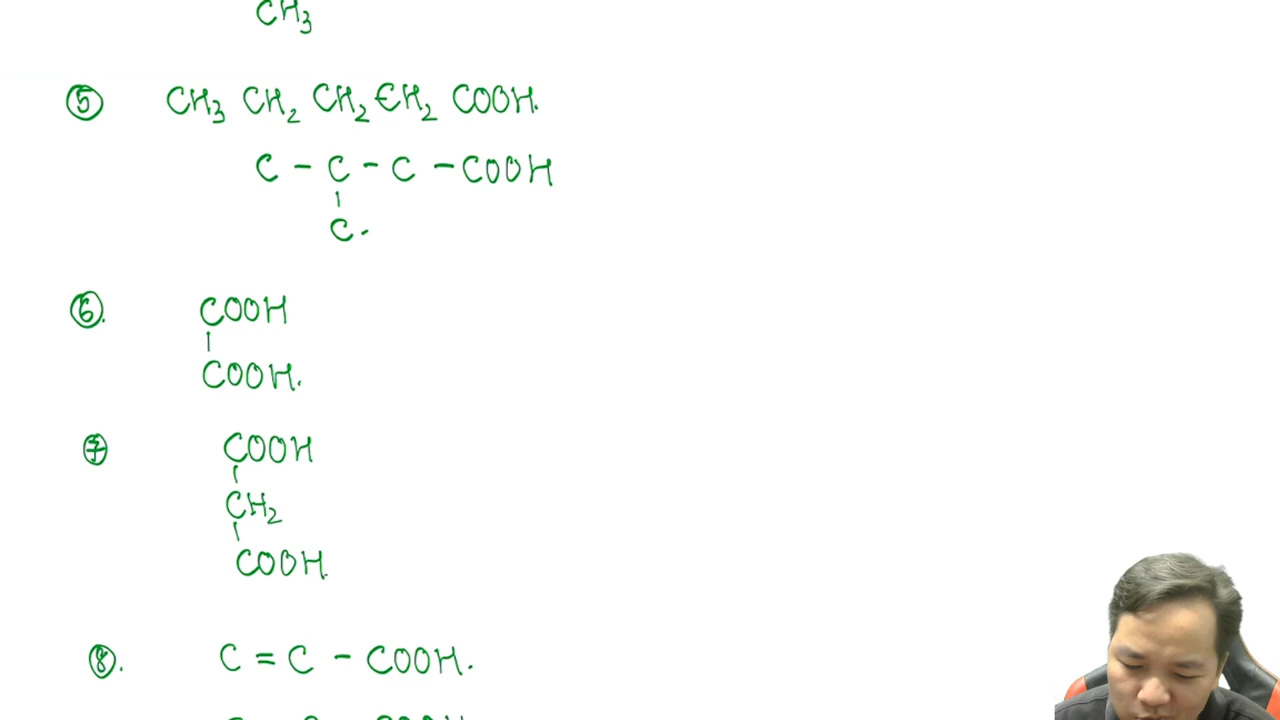 CH3
⑤ CH3 CH2 CH2 CH2 COOH.
C - C - C - COOH
C.
⑥. COOH
COOH.
⑦ COOH
CH2
COOH.
⑧. C = C - COOH.